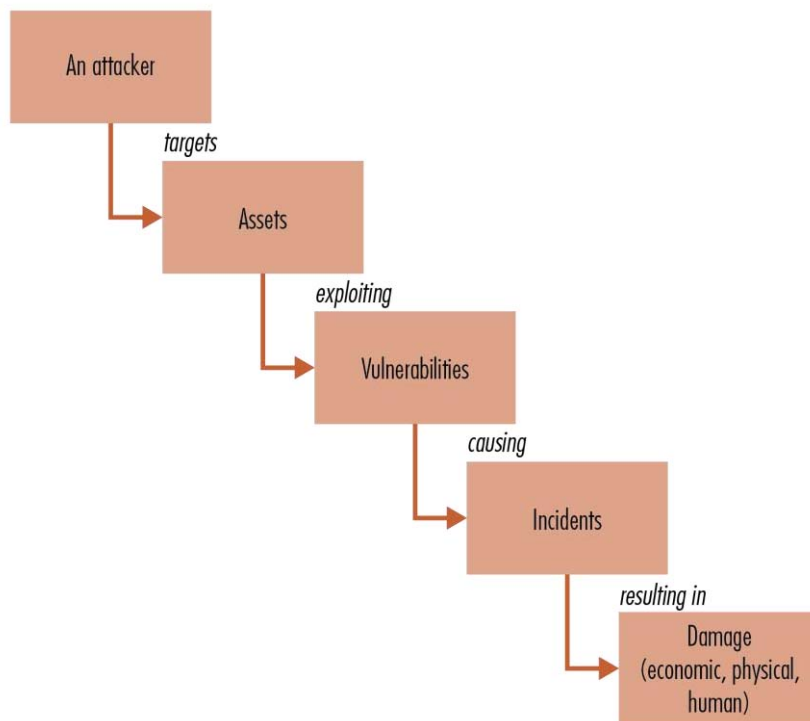 An attacker
targets
Assets
exploiting
Vulnerabilities
causing
Incidents
resulting in
Damage
(economic, physical,
human)